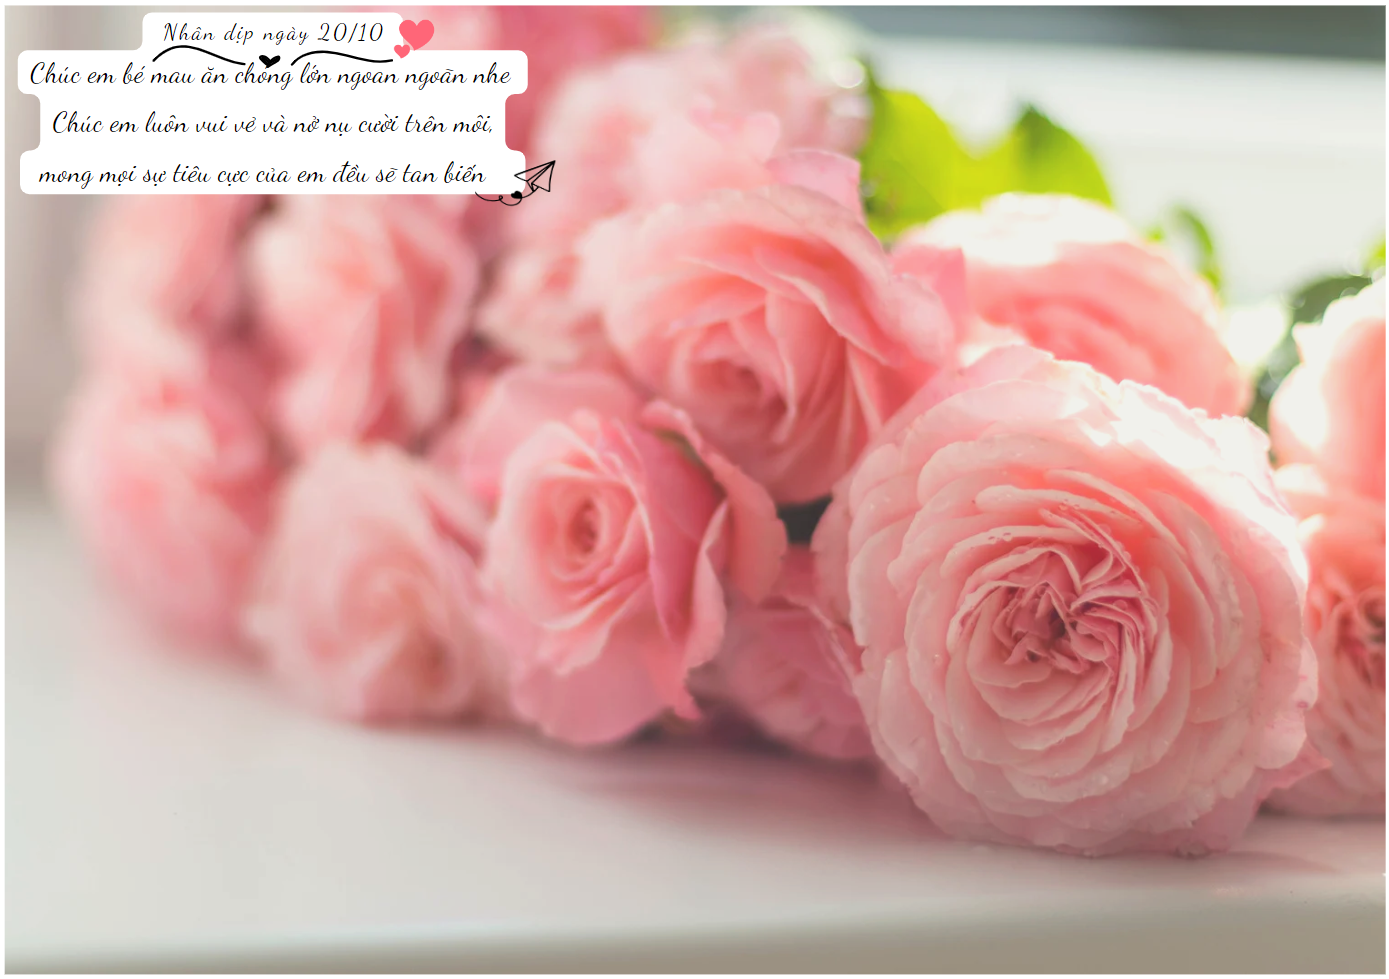 Nhân dịp ngày 20/10
Chúc em bé mau ăn chóng lớn ngoan ngoãn nhe
Chúc em luôn vui vẻ và nở nụ cười trên môi,
mong mọi sự tiêu cực của em đều sẽ tan biến